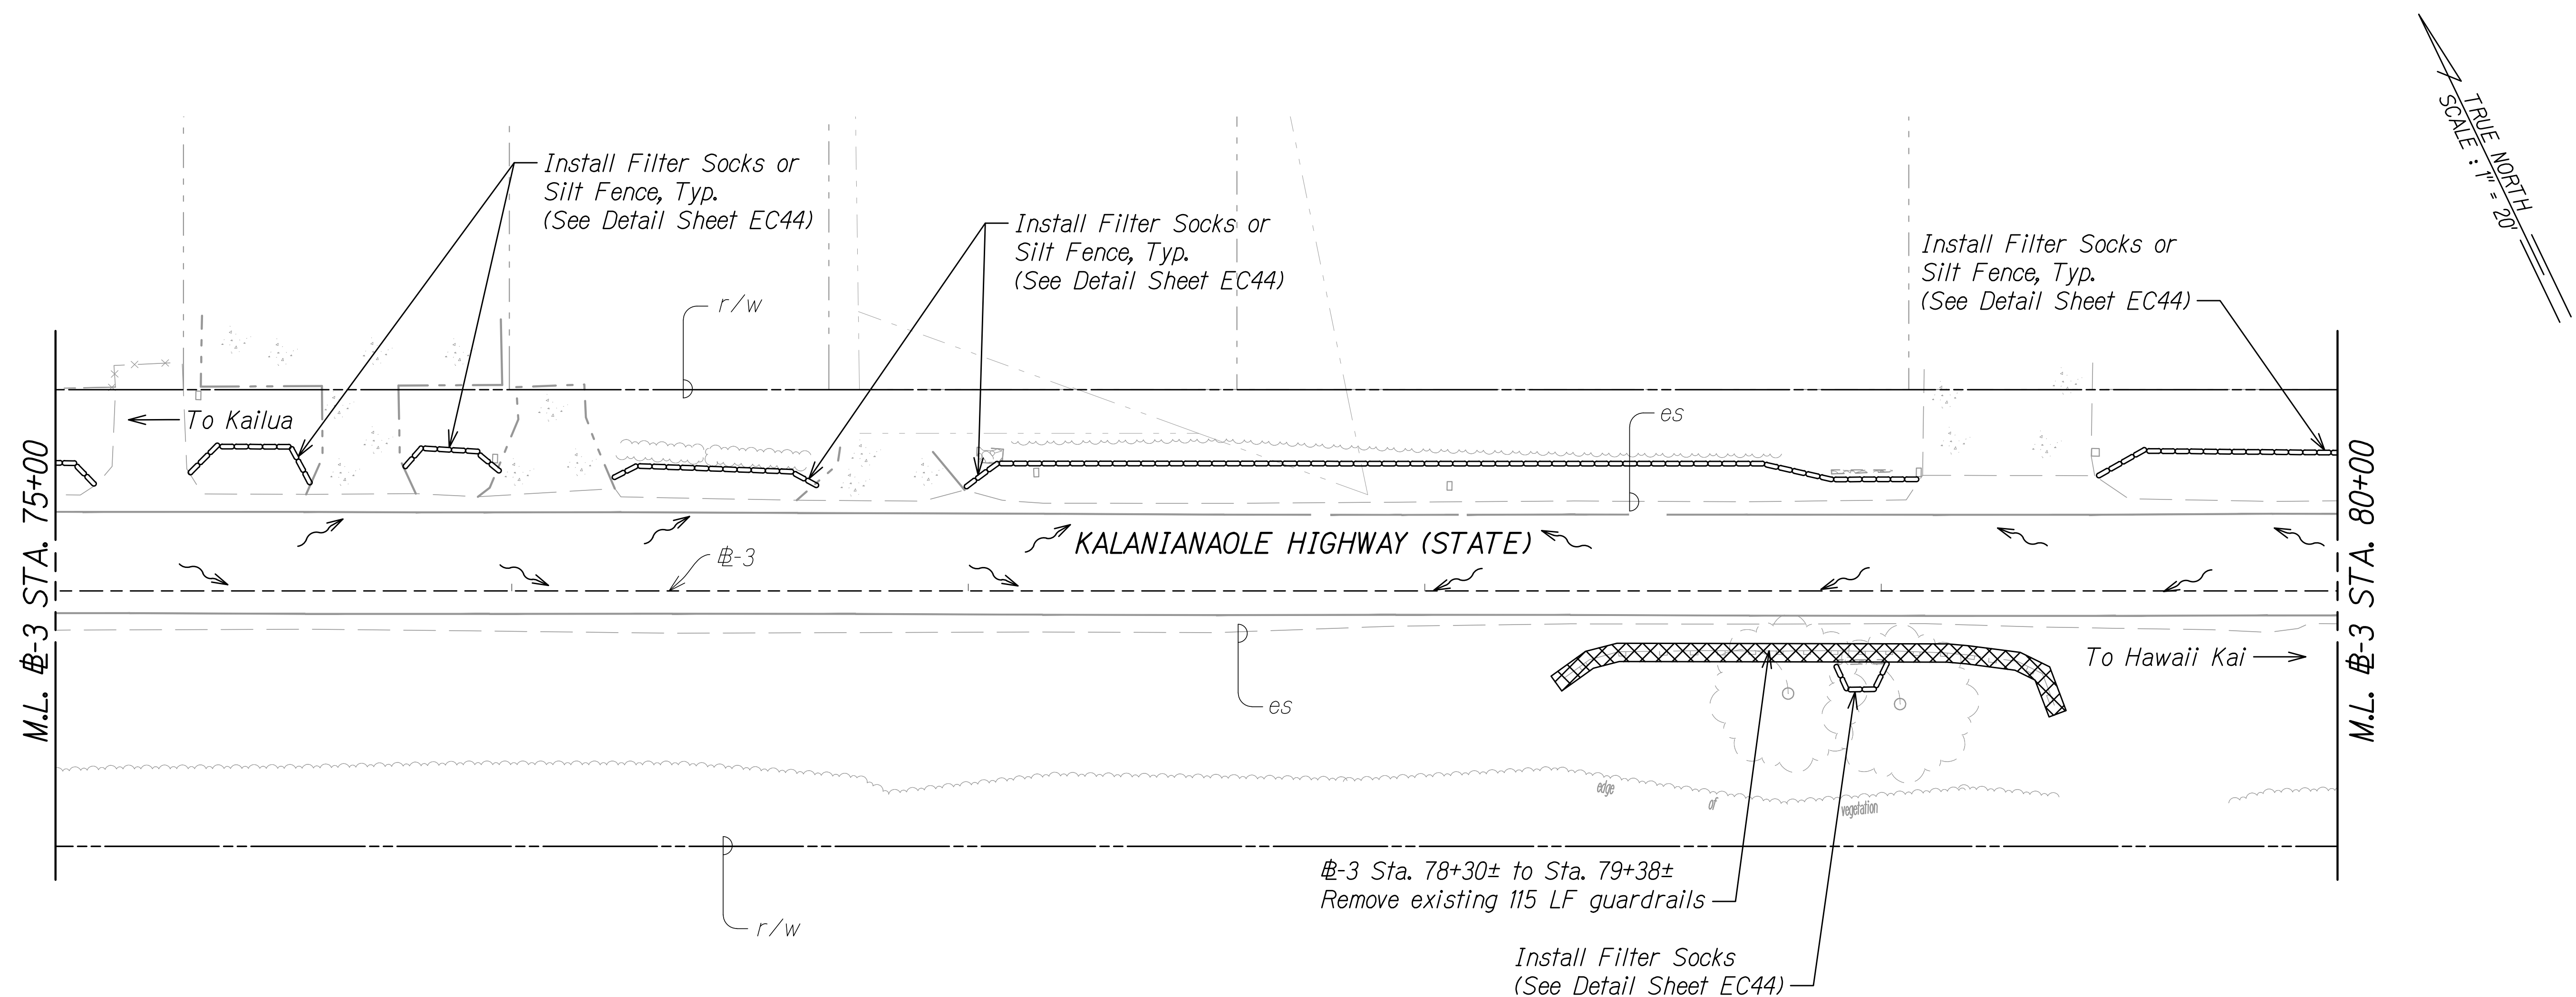 TRUE NORTH
SCALE : 1" = 20'
Install Filter Socks or
Silt Fence, Typ.
(See Detail Sheet EC44)
Install Filter Socks or
Silt Fence, Typ.
(See Detail Sheet EC44)
Install Filter Socks or
Silt Fence, Typ.
(See Detail Sheet EC44)
r/w
To Kailua
es
M.L. BL-3 STA. 75+00
KALANIANAOLE HIGHWAY (STATE)
BL-3
M.L. BL-3 STA. 80+00
To Hawaii Kai
es
edge of vegetation
BL-3 Sta. 78+30± to Sta. 79+38±
Remove existing 115 LF guardrails
r/w
Install Filter Socks
(See Detail Sheet EC44)